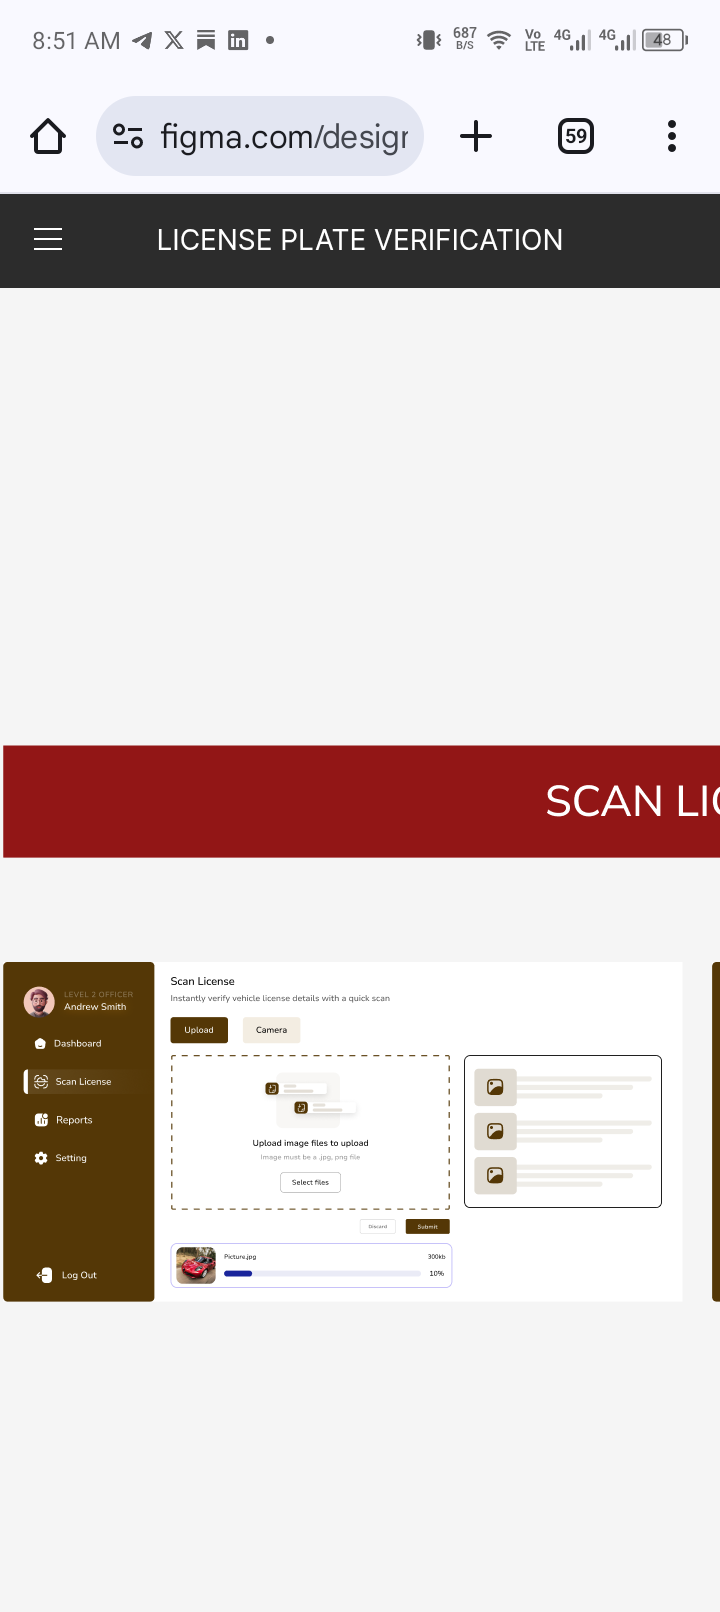 8:51 AM
687
B/S
Vo
LTE
4G
4G
48
figma.com/desigr
59
LICENSE PLATE VERIFICATION
SCAN LIC
LEVEL 2 OFFICER
Andrew Smith
Dashboard
Scan License
Reports
Setting
Log Out
Scan License
Instantly verify vehicle license details with a quick scan
Upload
Camera
Upload image files to upload
Image must be a .jpg, png file
Select files
Discard
Submit
Picture.jpg
300kb
10%